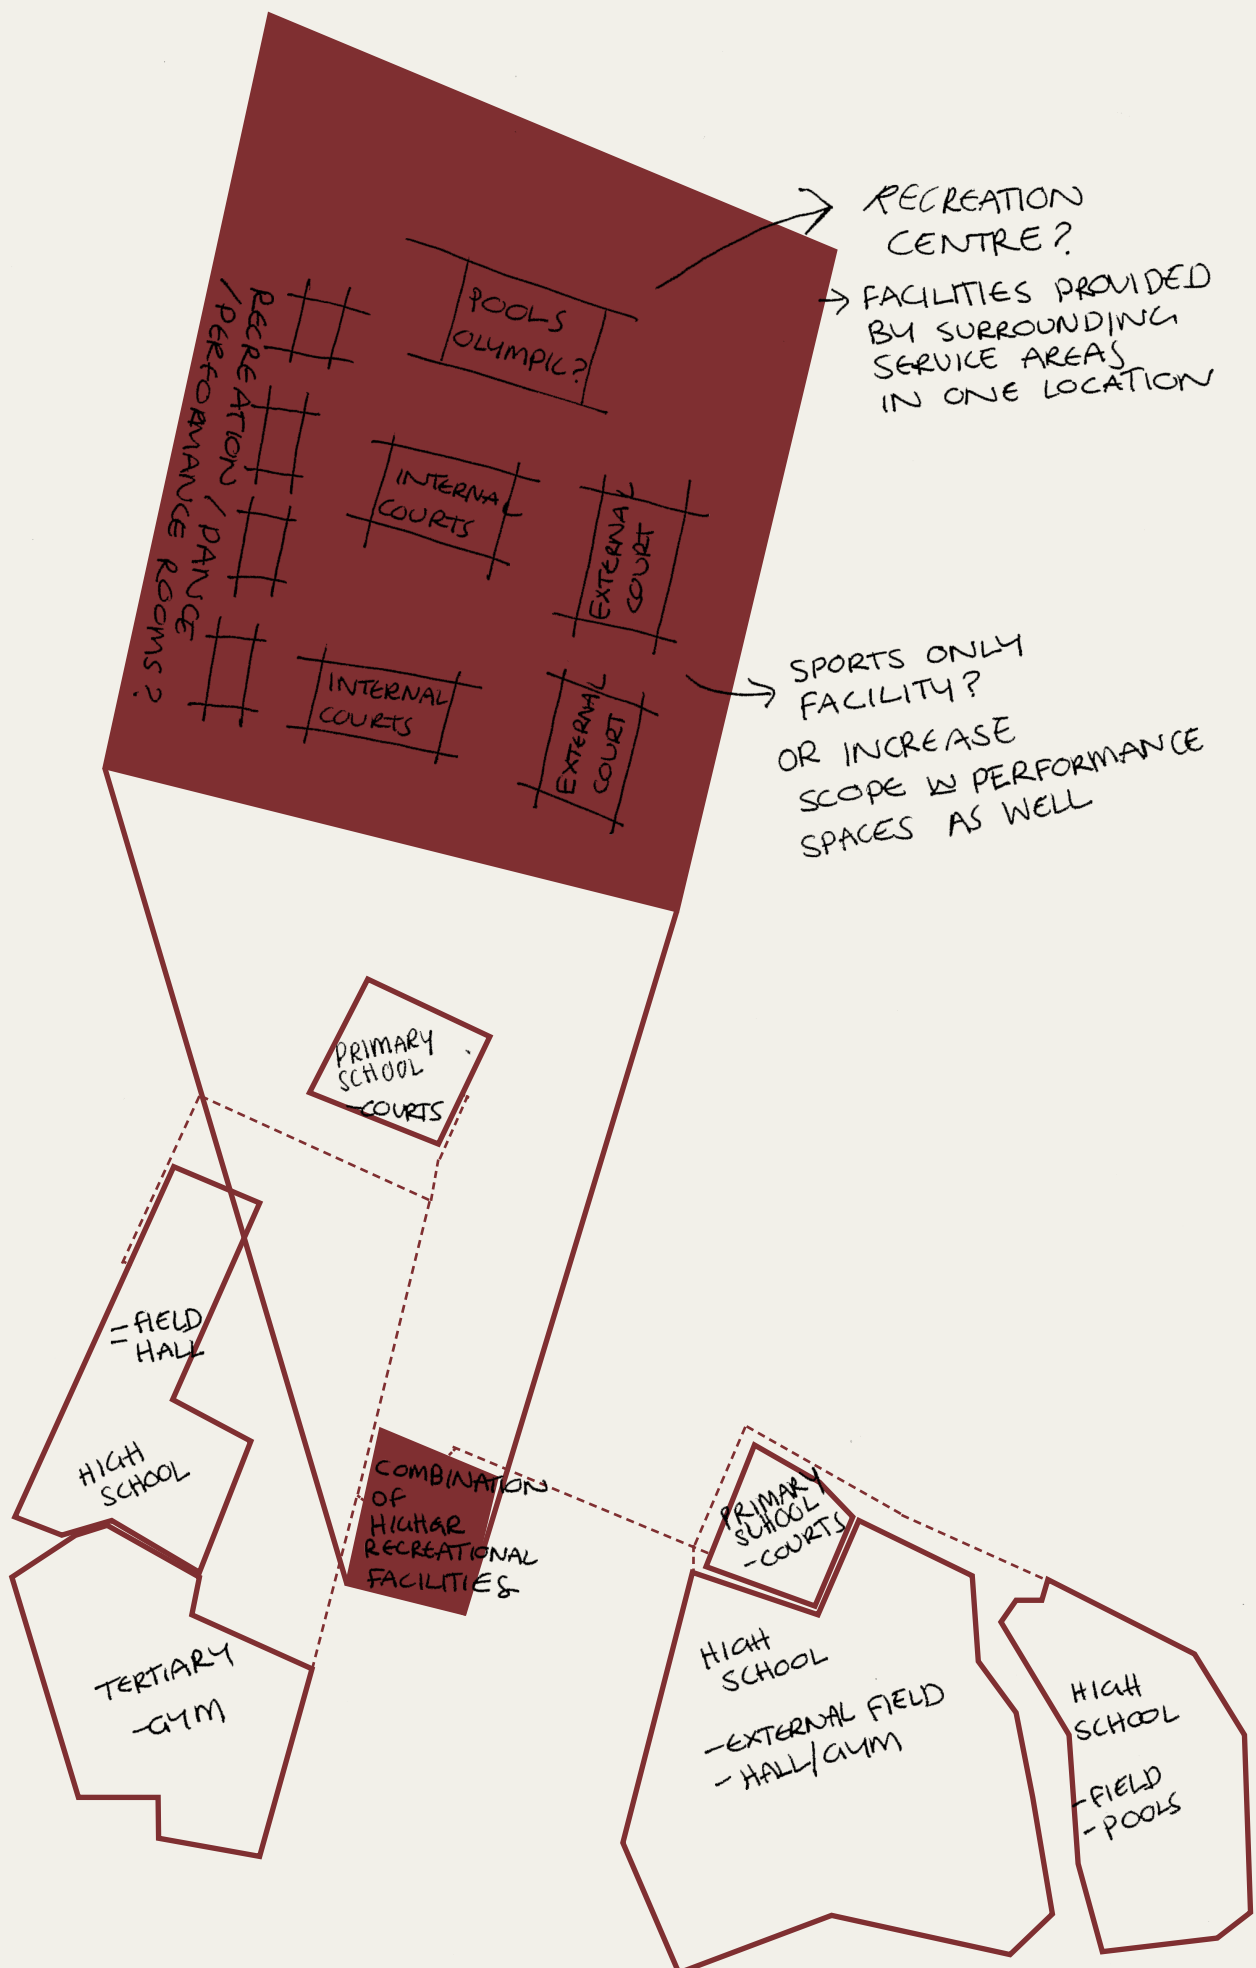 RECREATION
CENTRE?
→ FACILITIES PROVIDED
BY SURROUNDING
SERVICE AREAS
IN ONE LOCATION
POOLS
OLYMPIC?
RECREATION / DANCE
/PERFORMANCE ROOMS?
INTERNAL
COURTS
EXTERNAL
COURT
INTERNAL
COURTS
EXTERNAL
COURT
SPORTS ONLY
FACILITY?
OR INCREASE
SCOPE W PERFORMANCE
SPACES AS WELL
PRIMARY
SCHOOL
-COURTS
= FIELD
HALL
HIGH
SCHOOL
COMBINATION
OF
HIGHER
RECREATIONAL
FACILITIES
TERTIARY
-GYM
PRIMARY
SCHOOL
-COURTS
HIGH
SCHOOL
-EXTERNAL FIELD
- HALL/GYM
HIGH
SCHOOL
-FIELD
-POOLS